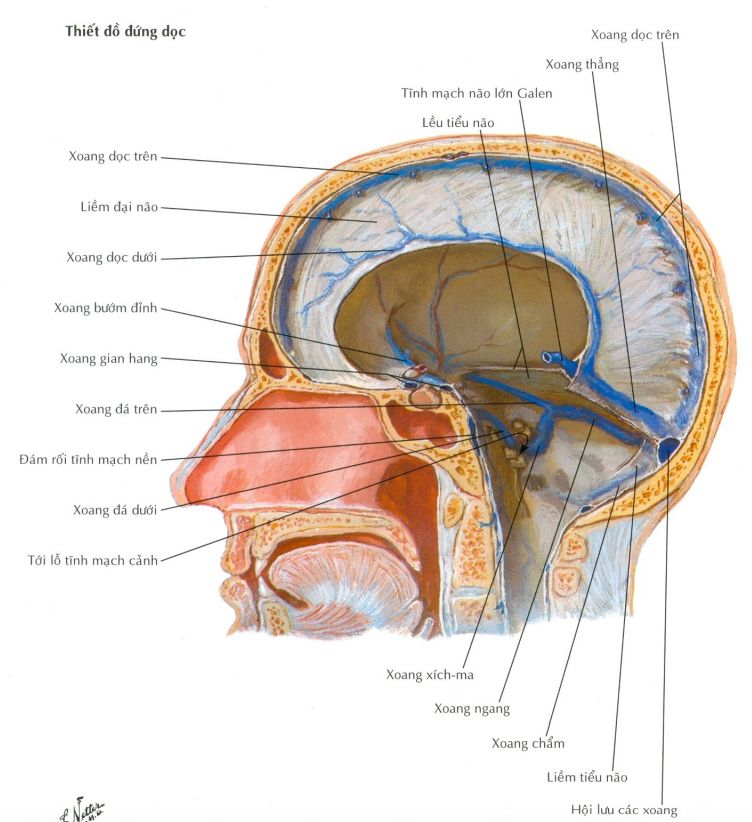 Thiết đồ đứng dọc
Xoang dọc trên
Xoang thẳng
Tĩnh mạch não lớn Galen
Lều tiểu não
Xoang dọc trên
Liềm đại não
Xoang dọc dưới
Xoang bướm đỉnh
Xoang gian hang
Xoang đá trên
Đám rối tĩnh mạch nền
Xoang đá dưới
Tới lỗ tĩnh mạch cảnh
Xoang xích-ma
Xoang ngang
Xoang chẩm
Liềm tiểu não
Hội lưu các xoang
F. Netter
M.D.